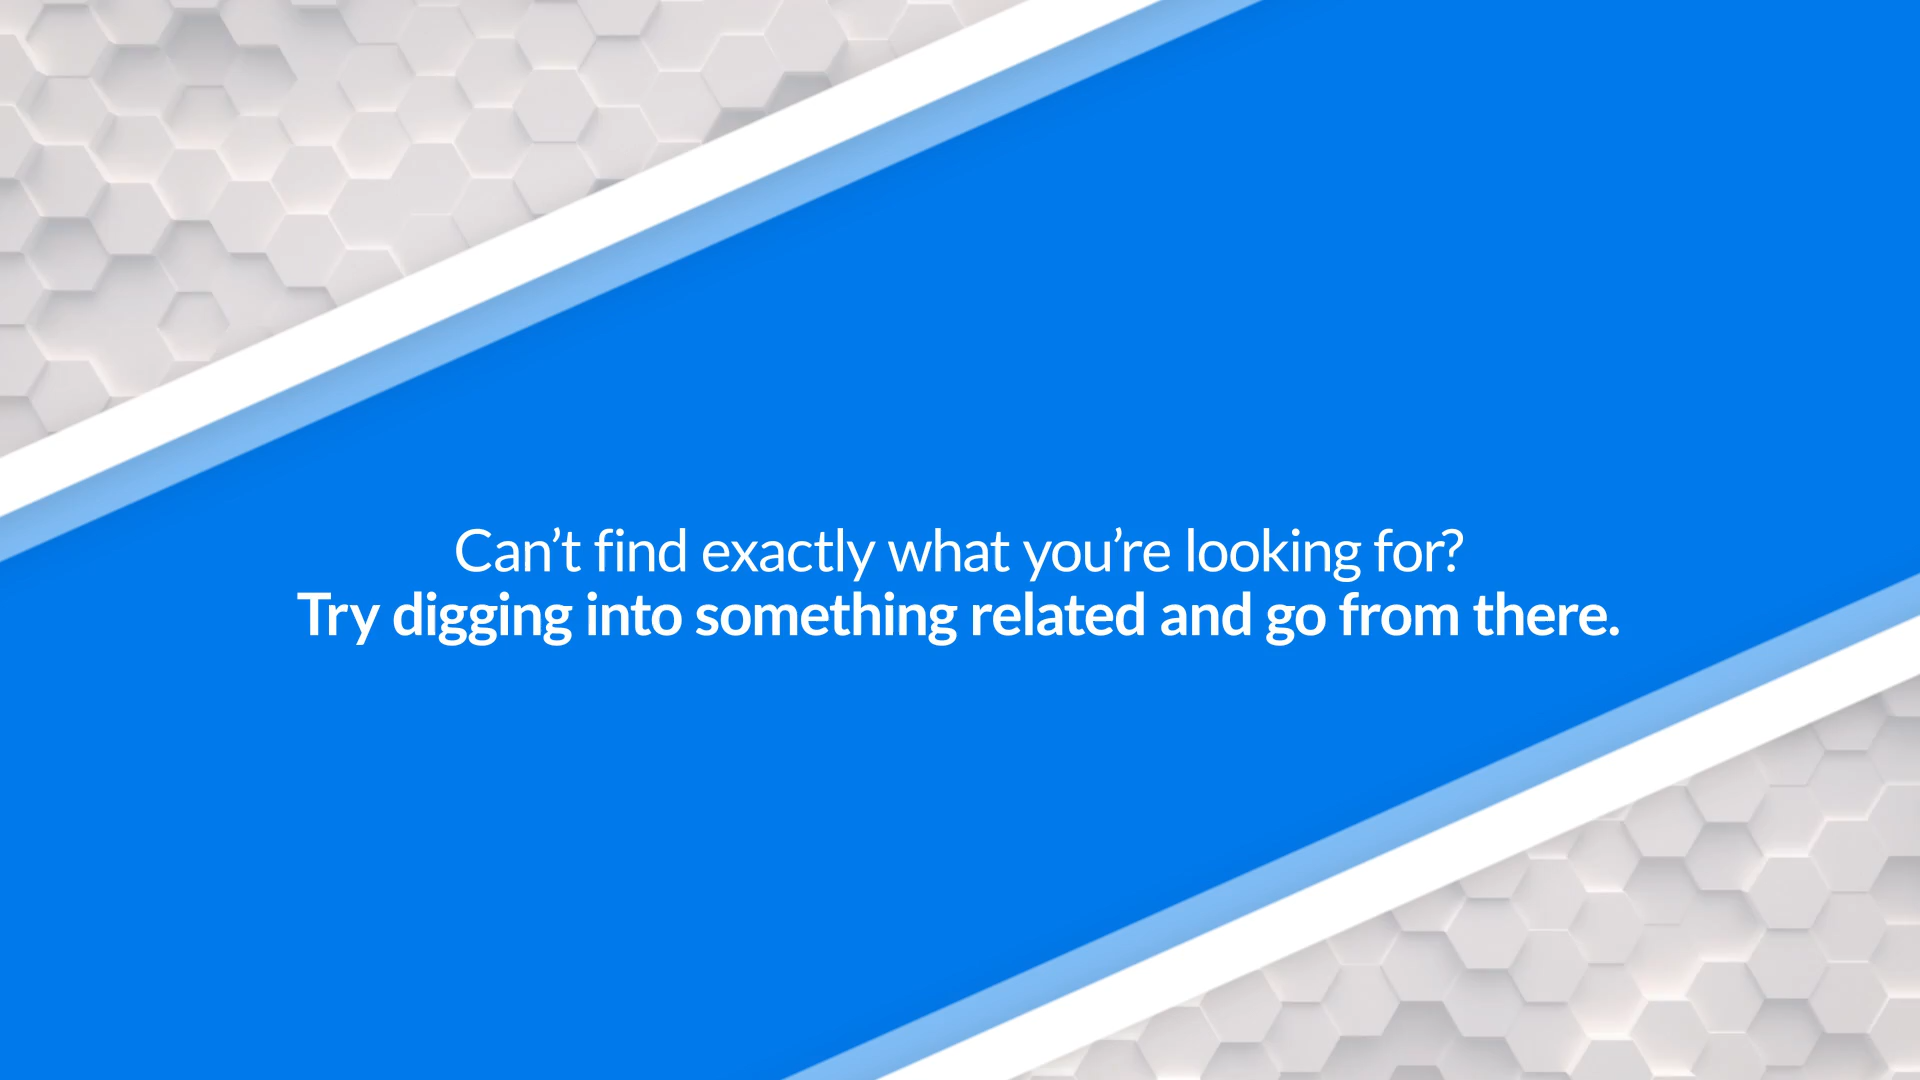 Can’t find exactly what you’re looking for?
Try digging into something related and go from there.